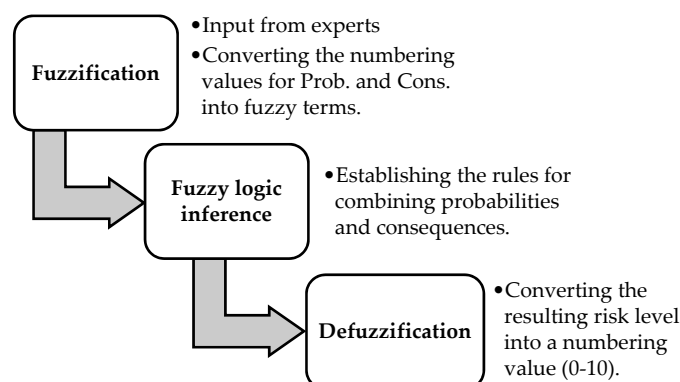 Fuzzification
•Input from experts
•Converting the numbering
values for Prob. and Cons.
into fuzzy terms.
Fuzzy logic
inference
•Establishing the rules for
combining probabilities
and consequences.
Defuzzification
•Converting the
resulting risk level
into a numbering
value (0-10).